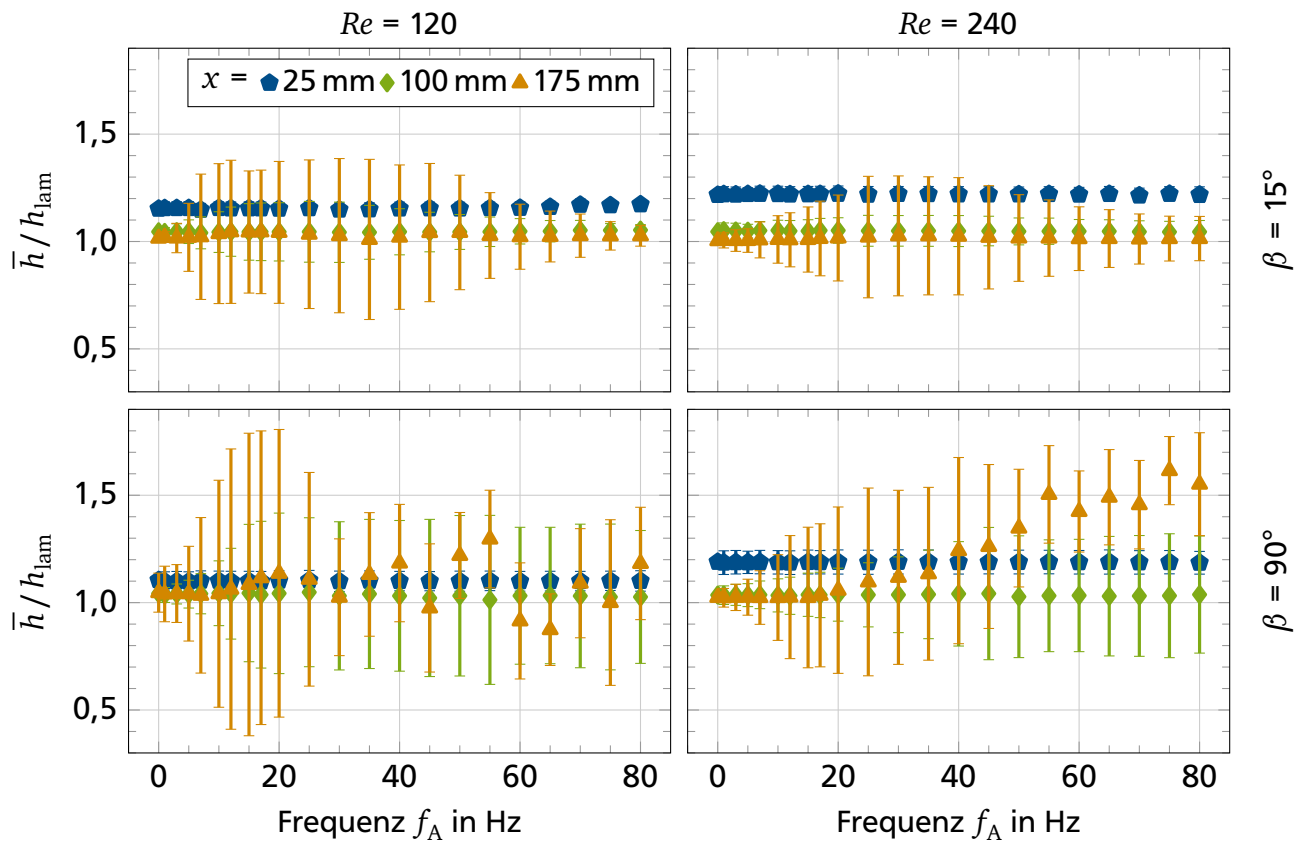 Re = 120
Re = 240
x = 25 mm 100 mm 175 mm
1,5
1,0
0,5
h̅ / h_lam
β = 15°
1,5
1,0
0,5
h̅ / h_lam
β = 90°
0 20 40 60 80
0 20 40 60 80
Frequenz f_A in Hz
Frequenz f_A in Hz